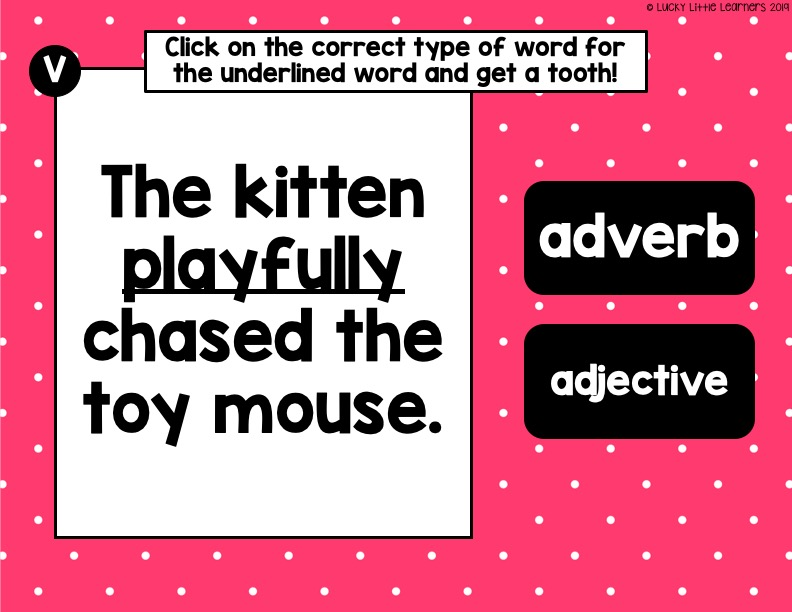 © Lucky Little Learners 2019
Click on the correct type of word for
the underlined word and get a tooth!
V
The kitten
playfully
chased the
toy mouse.
adverb
adjective